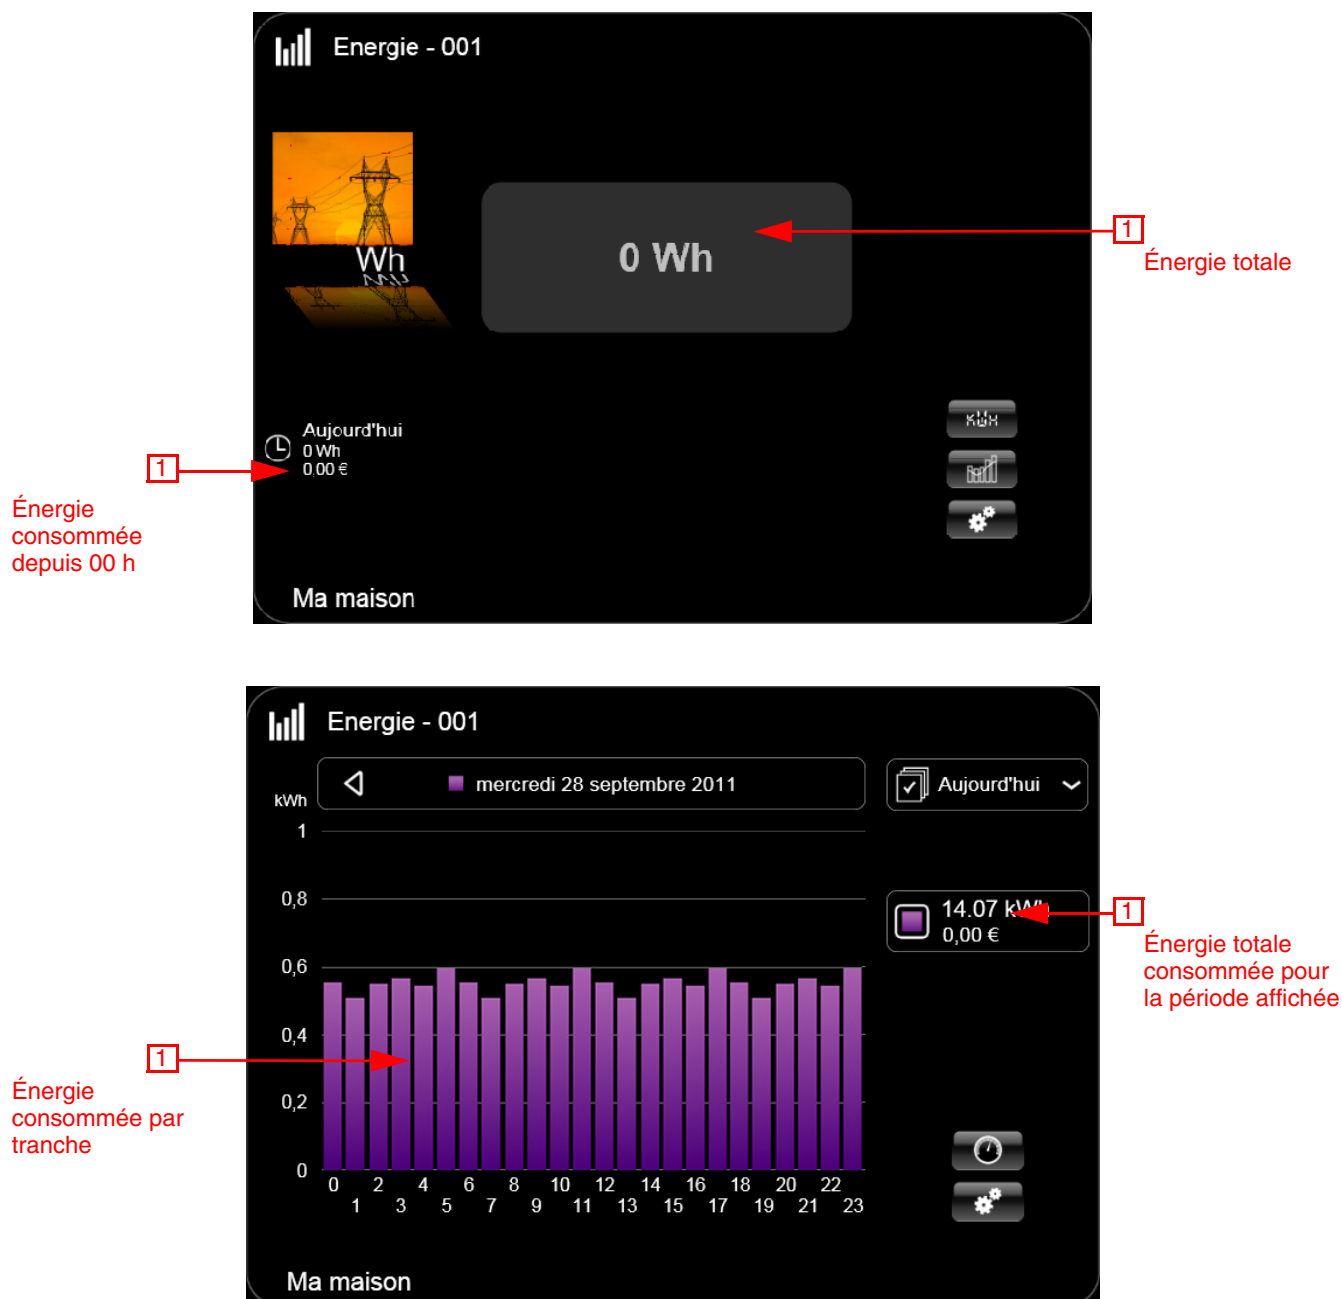 Energie - 001
Wh
0 Wh
1
Énergie totale
Aujourd'hui
0 Wh
0,00 €
1
Énergie
consommée
depuis 00 h
KWH
Ma maison
Energie - 001
mercredi 28 septembre 2011
Aujourd'hui
kWh
1
0,8
0,6
0,4
0,2
0
14.07 kWh
0,00 €
1
Énergie totale
consommée pour
la période affichée
1
Énergie
consommée par
tranche
0 2 4 6 8 10 12 14 16 18 20 22
1 3 5 7 9 11 13 15 17 19 21 23
Ma maison